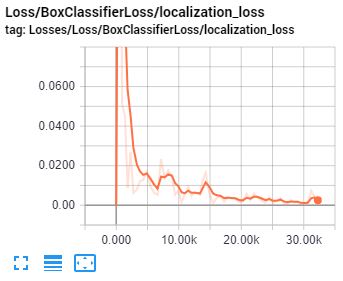 Loss/BoxClassifierLoss/localization_loss
tag: Losses/Loss/BoxClassifierLoss/localization_loss
0.0600
0.0400
0.0200
0.00
0.000 10.00k 20.00k 30.00k